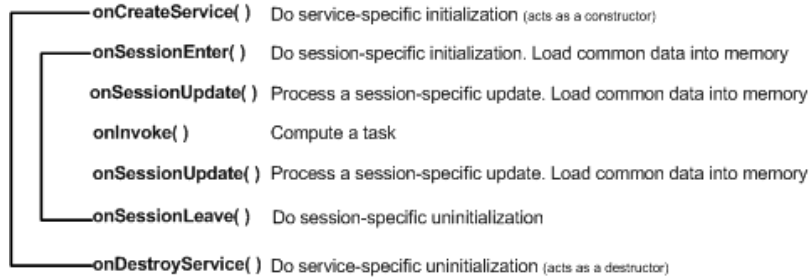 onCreateService( ) Do service-specific initialization (acts as a constructor)
onSessionEnter( ) Do session-specific initialization. Load common data into memory
onSessionUpdate( ) Process a session-specific update. Load common data into memory
onInvoke( ) Compute a task
onSessionUpdate( ) Process a session-specific update. Load common data into memory
onSessionLeave( ) Do session-specific uninitialization
onDestroyService( ) Do service-specific uninitialization (acts as a destructor)